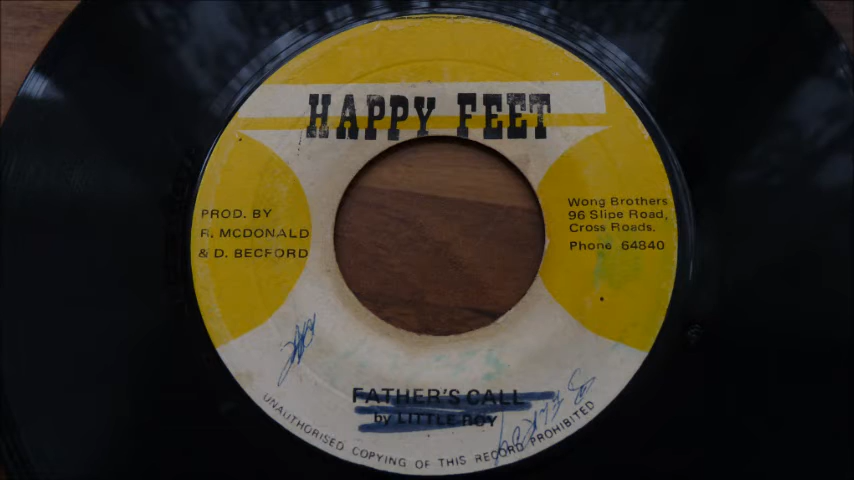 HAPPY FEET
PROD. BY
R. MCDONALD
& D. BECFORD
Wong Brothers
96 Slipe Road,
Cross Roads.
Phone 64840
FATHER'S CALL
by LITTLE ROY
UNAUTHORISED COPYING OF THIS RECORD PROHIBITED